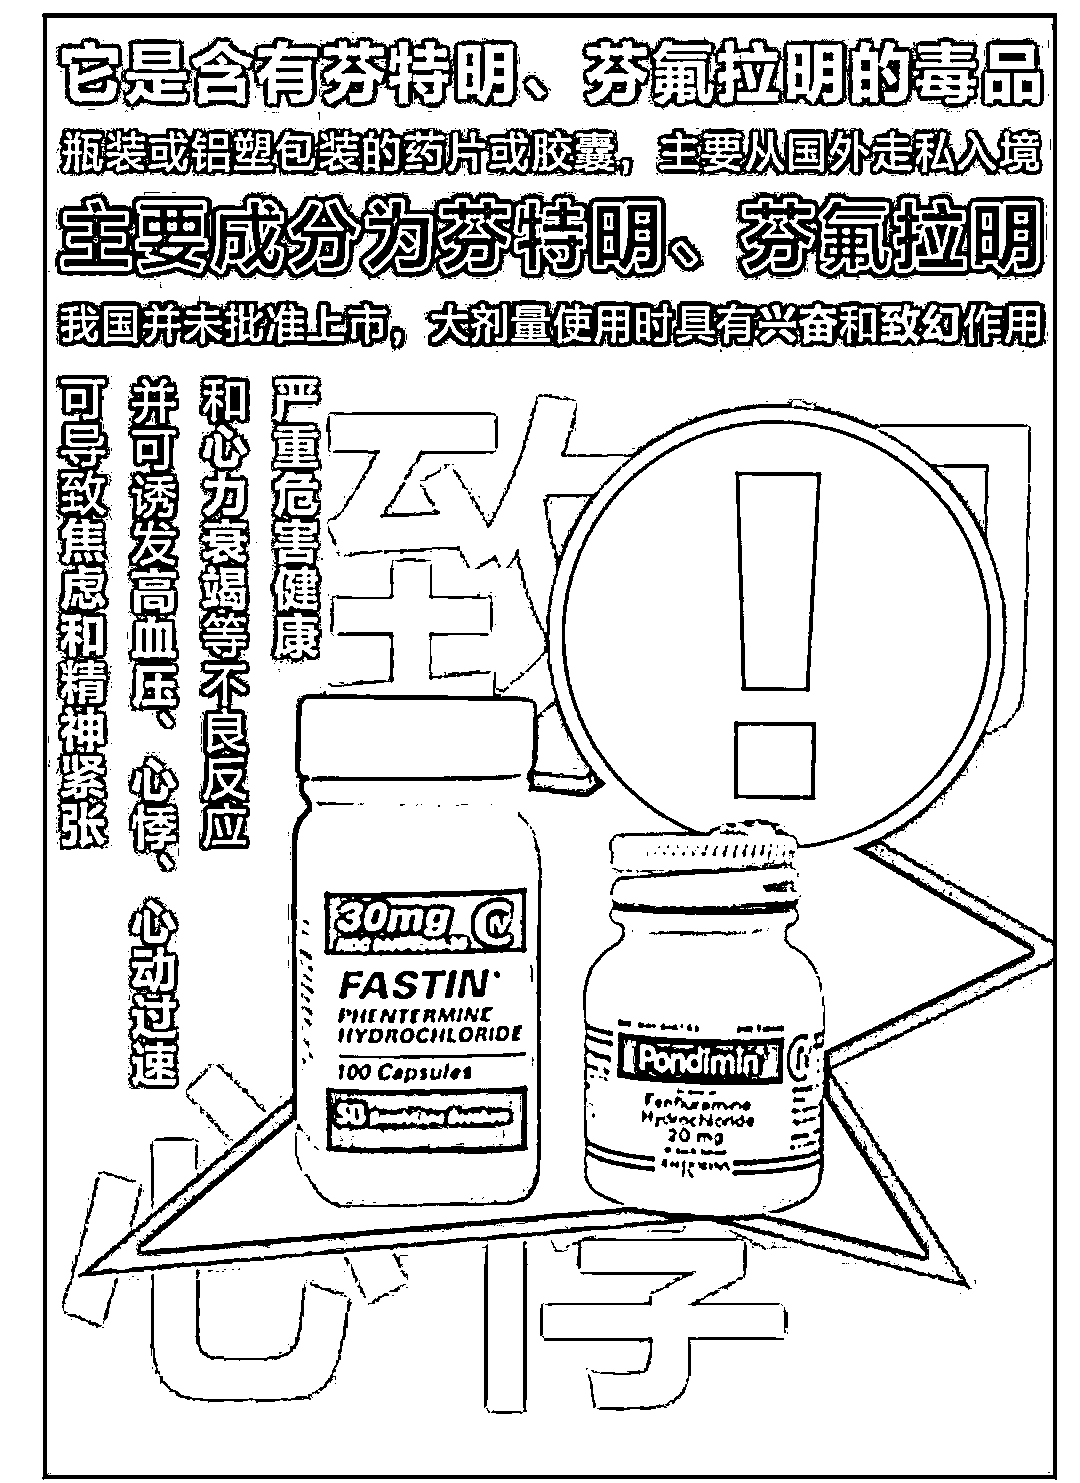 它是含有芬特明、芬氟拉明的毒品
瓶装或铝塑包装的药片或胶囊，主要从国外走私入境
主要成分为芬特明、芬氟拉明
我国并未批准上市，大剂量使用时具有兴奋和致幻作用
可导致焦虑和精神紧张
并可诱发高血压、心悸、心动过速
和心力衰竭等不良反应
严重危害健康
致幻
心悸
30mg CIV
FASTIN
PHENTERMINE
HYDROCHLORIDE
100 Capsules
Pondimin
Fenfluramine
Hydrochloride
20 mg